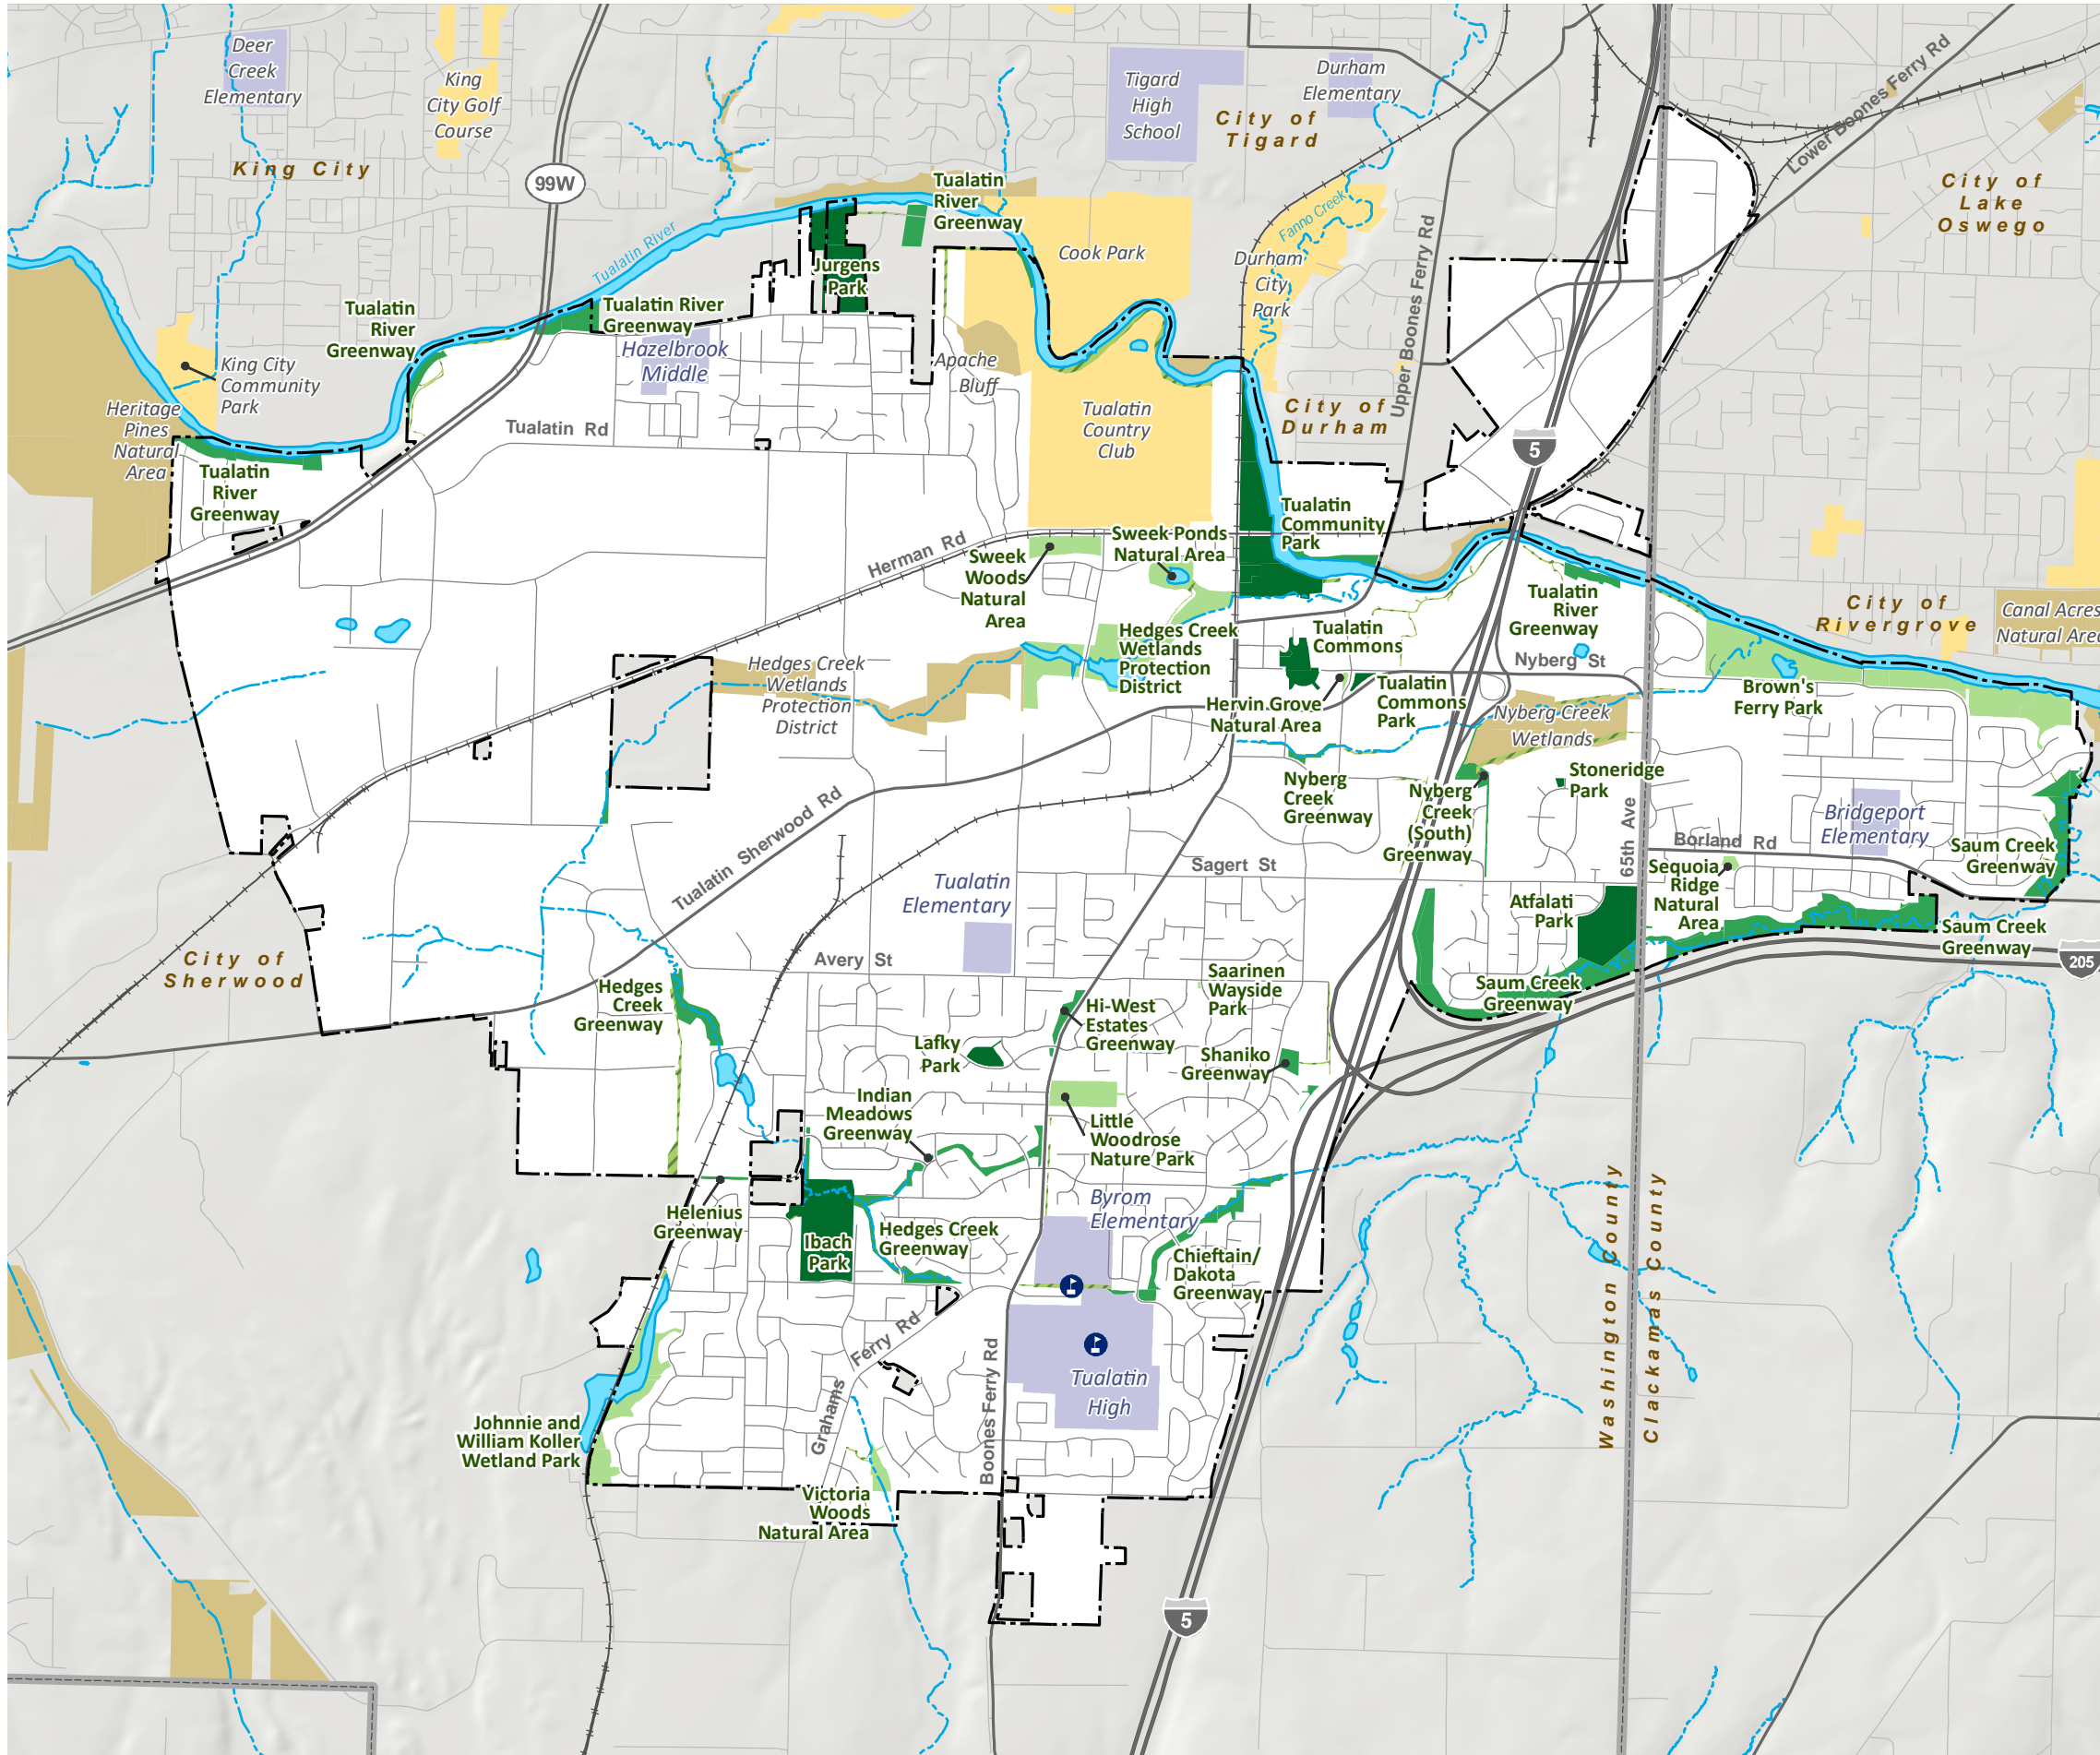 Deer
Creek
Elementary
King
City Golf
Course
King City
99W
Tigard
High
School
Durham
Elementary
City of
Tigard
Lower Boones Ferry Rd
City of
Lake
Oswego
Tualatin
River
Greenway
Tualatin River
Jurgens
Park
Cook Park
Fanno Creek
Durham
City
Park
Upper Boones Ferry Rd
Tualatin
River
Greenway
Tualatin River
Greenway
Hazelbrook
Middle
King City
Community
Park
Apache
Bluff
Heritage
Pines
Natural
Area
Tualatin Rd
Tualatin
Country
Club
City of
Durham
5
Tualatin
River
Greenway
Herman Rd
Sweek
Woods
Natural
Area
Sweek Ponds
Natural Area
Tualatin
Community
Park
Tualatin
River
Greenway
City of
Rivergrove
Canal Acres
Natural Area
Hedges Creek
Wetlands
Protection
District
Hedges Creek
Wetlands
Protection
District
Tualatin
Commons
Nyberg St
Hervin Grove
Natural Area
Tualatin
Commons
Park
Nyberg Creek
Wetlands
Brown's
Ferry Park
Nyberg
Creek
Greenway
Nyberg
Creek
(South)
Greenway
Stoneridge
Park
65th Ave
Bridgeport
Elementary
Borland Rd
Saum Creek
Greenway
Tualatin Sherwood Rd
Sagert St
Tualatin
Elementary
Sequoia
Ridge
Natural
Area
Atfalati
Park
Saum Creek
Greenway
205
City of
Sherwood
Avery St
Hedges
Creek
Greenway
Saarinen
Wayside
Park
Saum Creek
Greenway
Hi-West
Estates
Greenway
Lafky
Park
Shaniko
Greenway
Indian
Meadows
Greenway
Little
Woodrose
Nature Park
Byrom
Elementary
Helenius
Greenway
Ibach
Park
Hedges Creek
Greenway
Chieftain/
Dakota
Greenway
Washington County
Clackamas County
Grahams Ferry Rd
Boones Ferry Rd
Tualatin
High
Johnnie and
William Koller
Wetland Park
Victoria
Woods
Natural Area
5